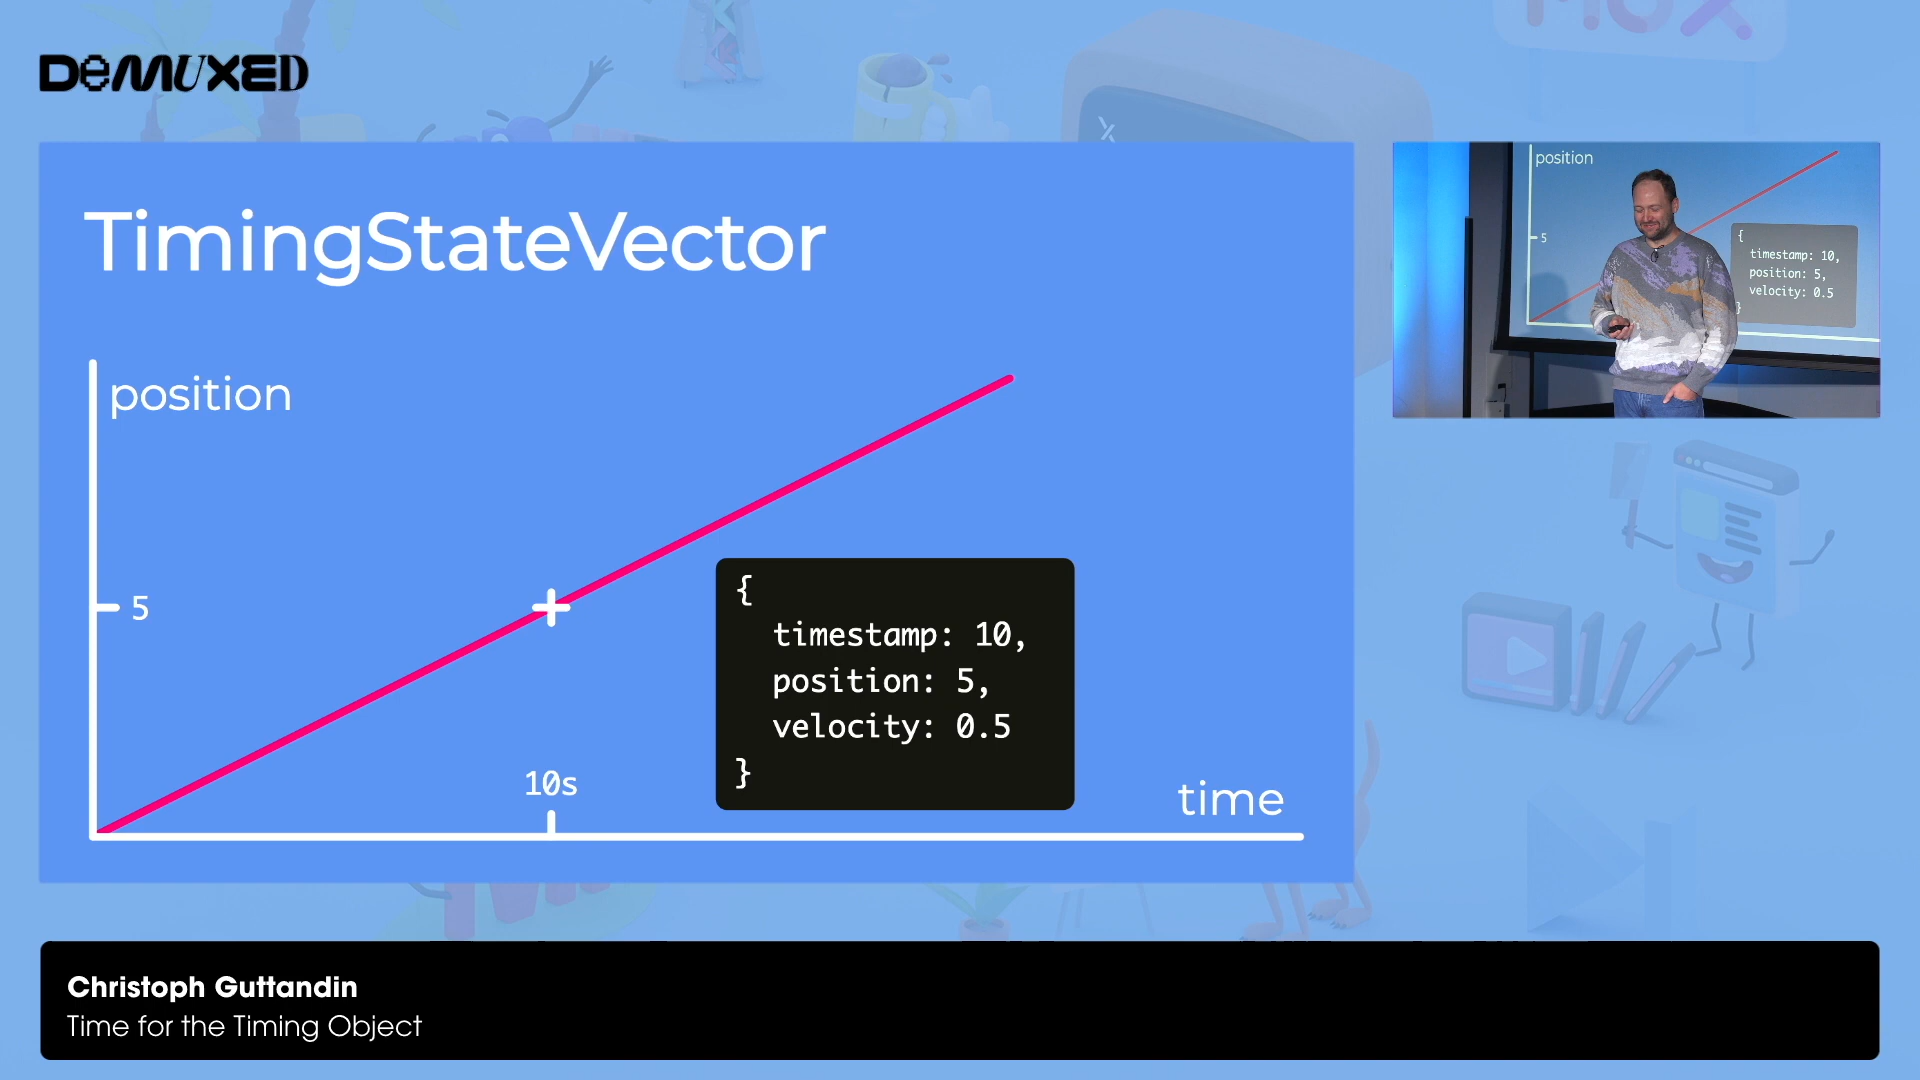 DEMUXED
MUX
TimingStateVector
position
5
10s
time
{
timestamp: 10,
position: 5,
velocity: 0.5
}
position
5
{
timestamp: 10,
position: 5,
velocity: 0.5
}
Christoph Guttandin
Time for the Timing Object